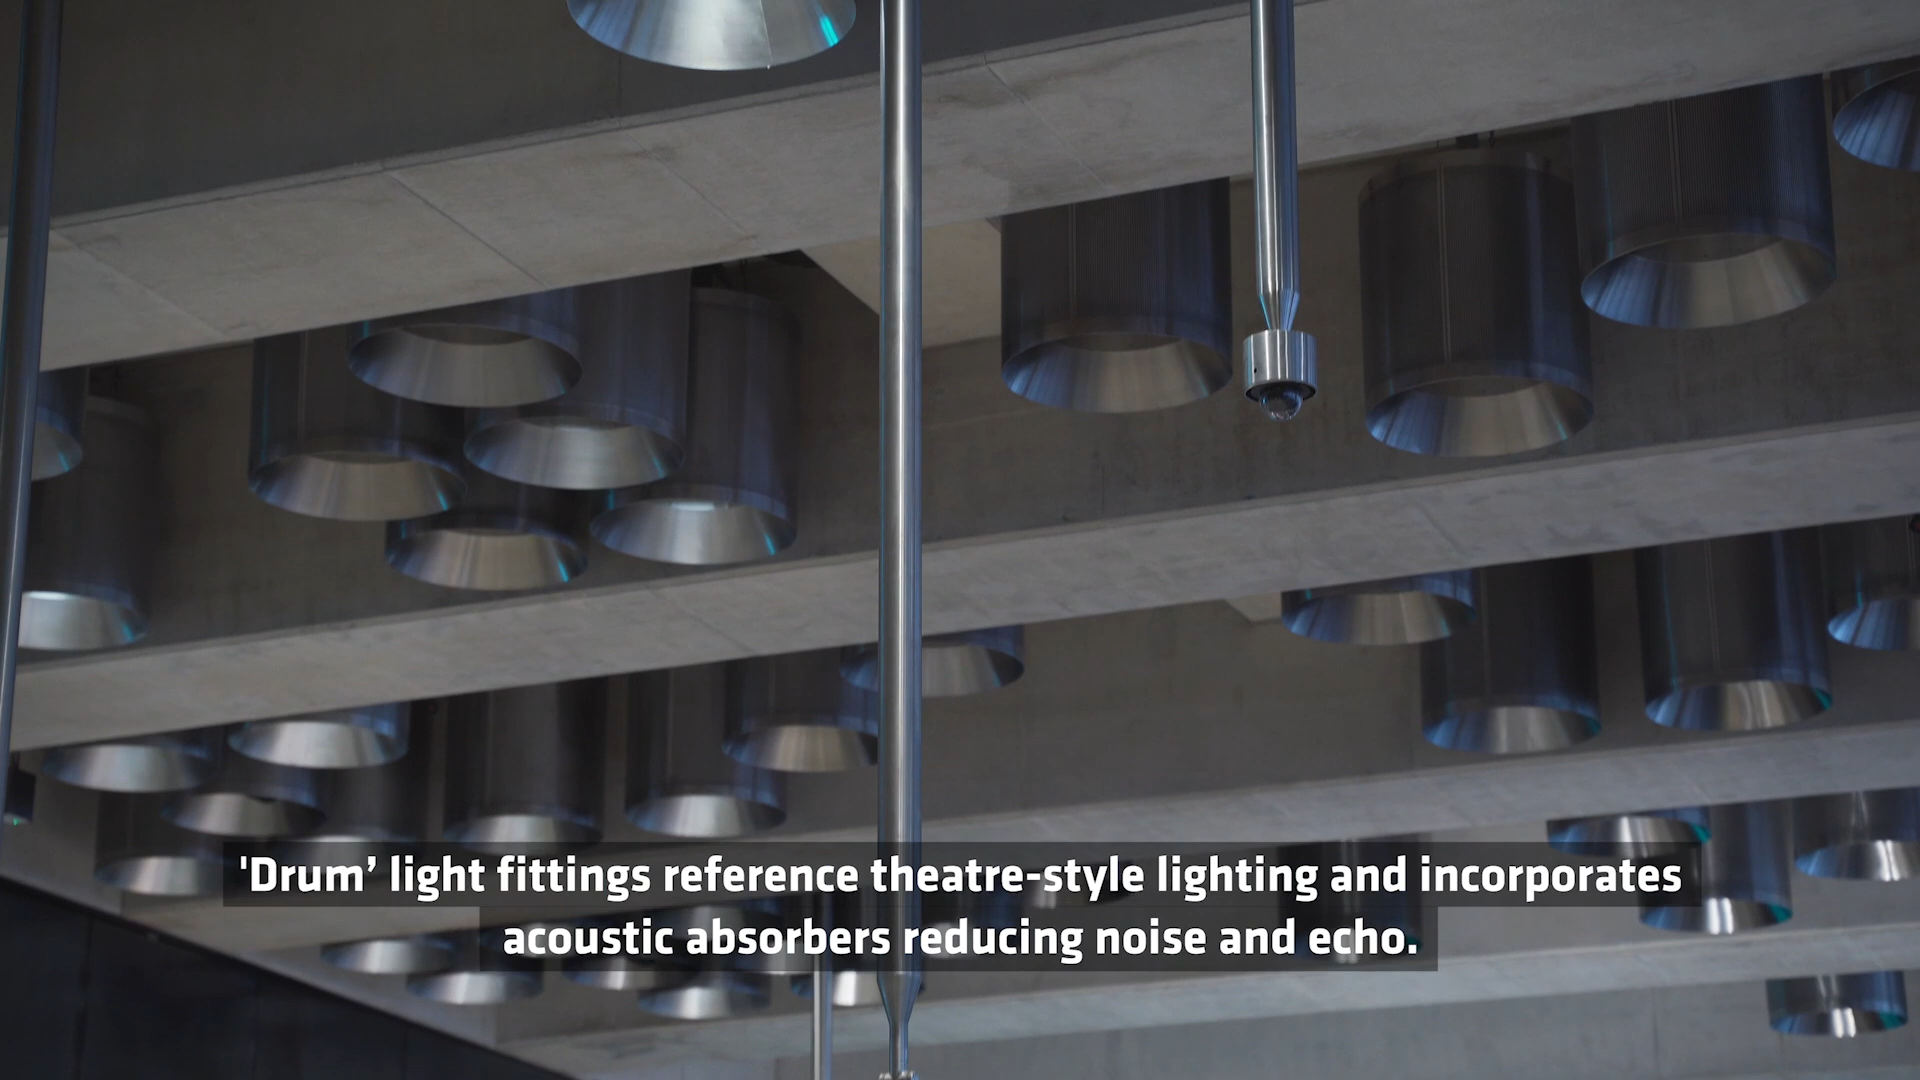 'Drum’ light fittings reference theatre-style lighting and incorporates
acoustic absorbers reducing noise and echo.